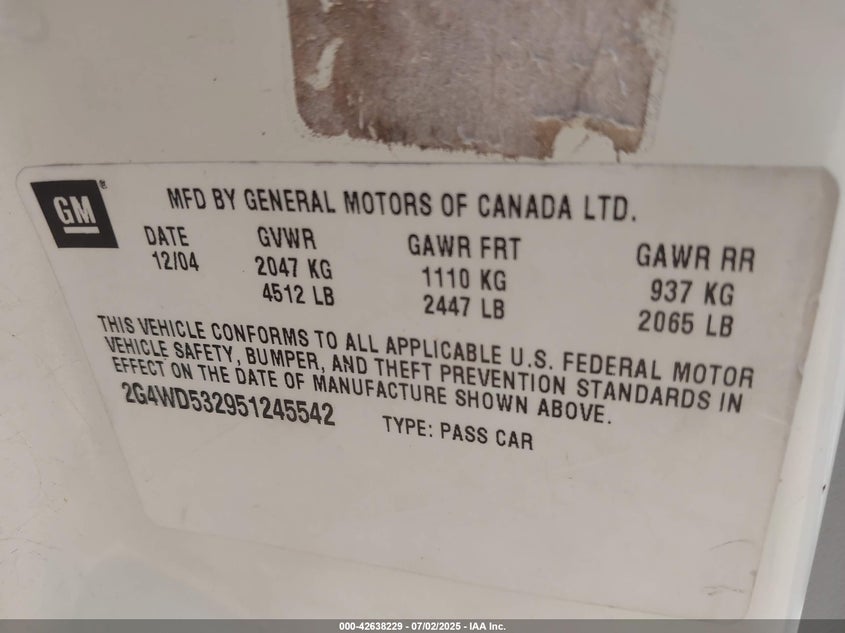 GM ®
MFD BY GENERAL MOTORS OF CANADA LTD.
DATE GVWR GAWR FRT GAWR RR
12/04 2047 KG 1110 KG 937 KG
4512 LB 2447 LB 2065 LB
THIS VEHICLE CONFORMS TO ALL APPLICABLE U.S. FEDERAL MOTOR
VEHICLE SAFETY, BUMPER, AND THEFT PREVENTION STANDARDS IN
EFFECT ON THE DATE OF MANUFACTURE SHOWN ABOVE.
2G4WD532951245542 TYPE: PASS CAR
000-42638229 - 07/02/2025 - IAA Inc.